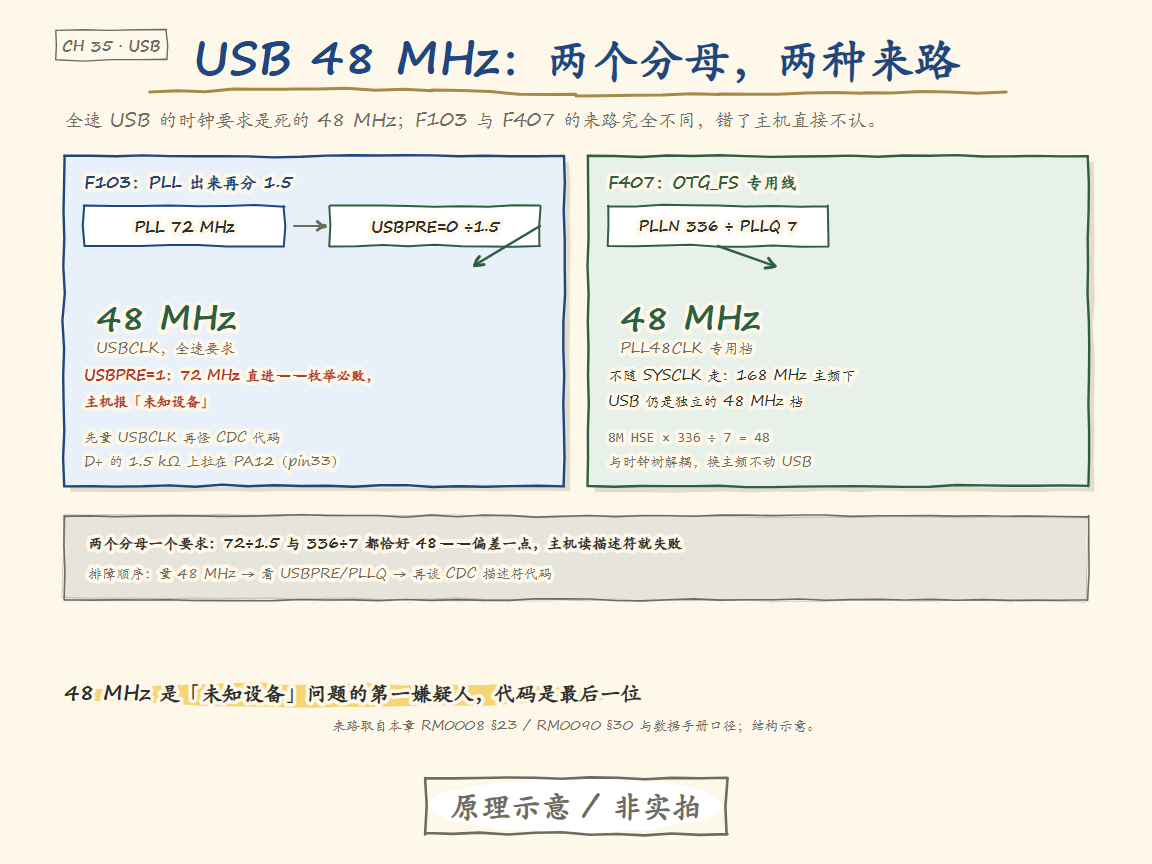 CH 35 · USB
USB 48 MHz：两个分母，两种来路
全速 USB 的时钟要求是死的 48 MHz；F103 与 F407 的来路完全不同，错了主机直接不认。
F103：PLL 出来再分 1.5
PLL 72 MHz
USBPRE=0 ÷1.5
48 MHz
USBCLK，全速要求
USBPRE=1：72 MHz 直进——枚举必败，
主机报「未知设备」
先量 USBCLK 再怪 CDC 代码
D+ 的 1.5 kΩ 上拉在 PA12（pin33）
F407：OTG_FS 专用线
PLLN 336 ÷ PLLQ 7
48 MHz
PLL48CLK 专用档
不随 SYSCLK 走：168 MHz 主频下
USB 仍是独立的 48 MHz 档
8M HSE × 336 ÷ 7 = 48
与时钟树解耦，换主频不动 USB
两个分母一个要求：72÷1.5 与 336÷7 都恰好 48——偏差一点，主机读描述符就失败
排障顺序：量 48 MHz → 看 USBPRE/PLLQ → 再谈 CDC 描述符代码
48 MHz 是「未知设备」问题的第一嫌疑人，代码是最后一位
来路取自本章 RM0008 §23 / RM0090 §30 与数据手册口径；结构示意。
原理示意 / 非实拍